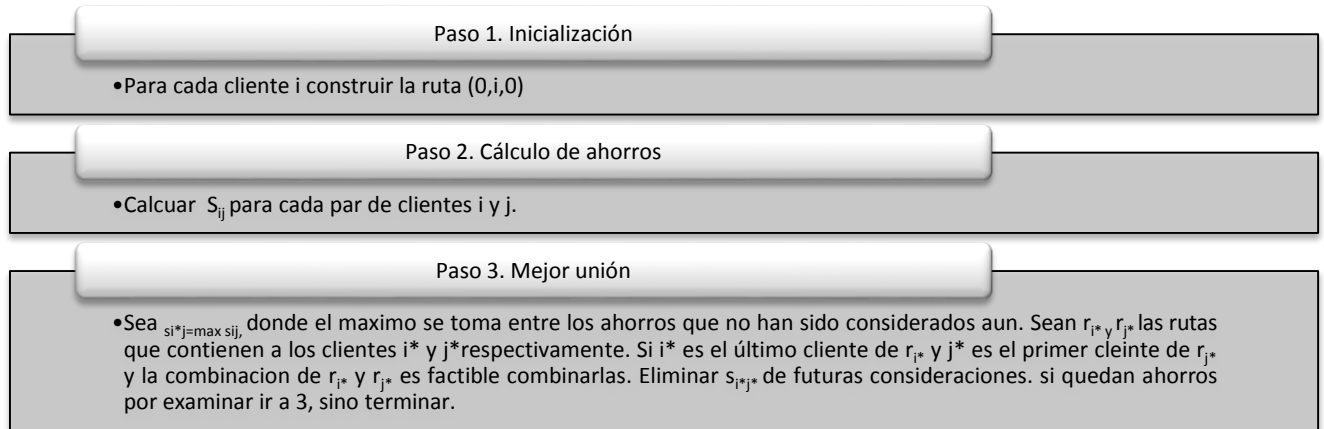 Paso 1. Inicialización
•Para cada cliente i construir la ruta (0,i,0)
Paso 2. Cálculo de ahorros
•Calcuar Sij para cada par de clientes i y j.
Paso 3. Mejor unión
•Sea si*j=max sij, donde el maximo se toma entre los ahorros que no han sido considerados aun. Sean ri* y rj* las rutas
que contienen a los clientes i* y j*respectivamente. Si i* es el último cliente de ri* y j* es el primer cleinte de rj*
y la combinacion de ri* y rj* es factible combinarlas. Eliminar si*j* de futuras consideraciones. si quedan ahorros
por examinar ir a 3, sino terminar.